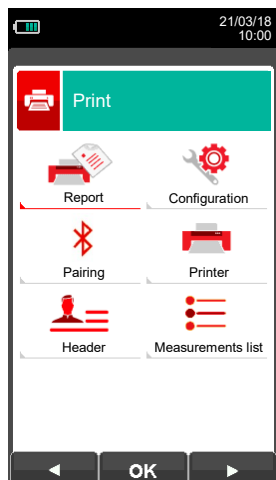 21/03/18
10:00
Print
Report
Configuration
Pairing
Printer
Header
Measurements list
OK